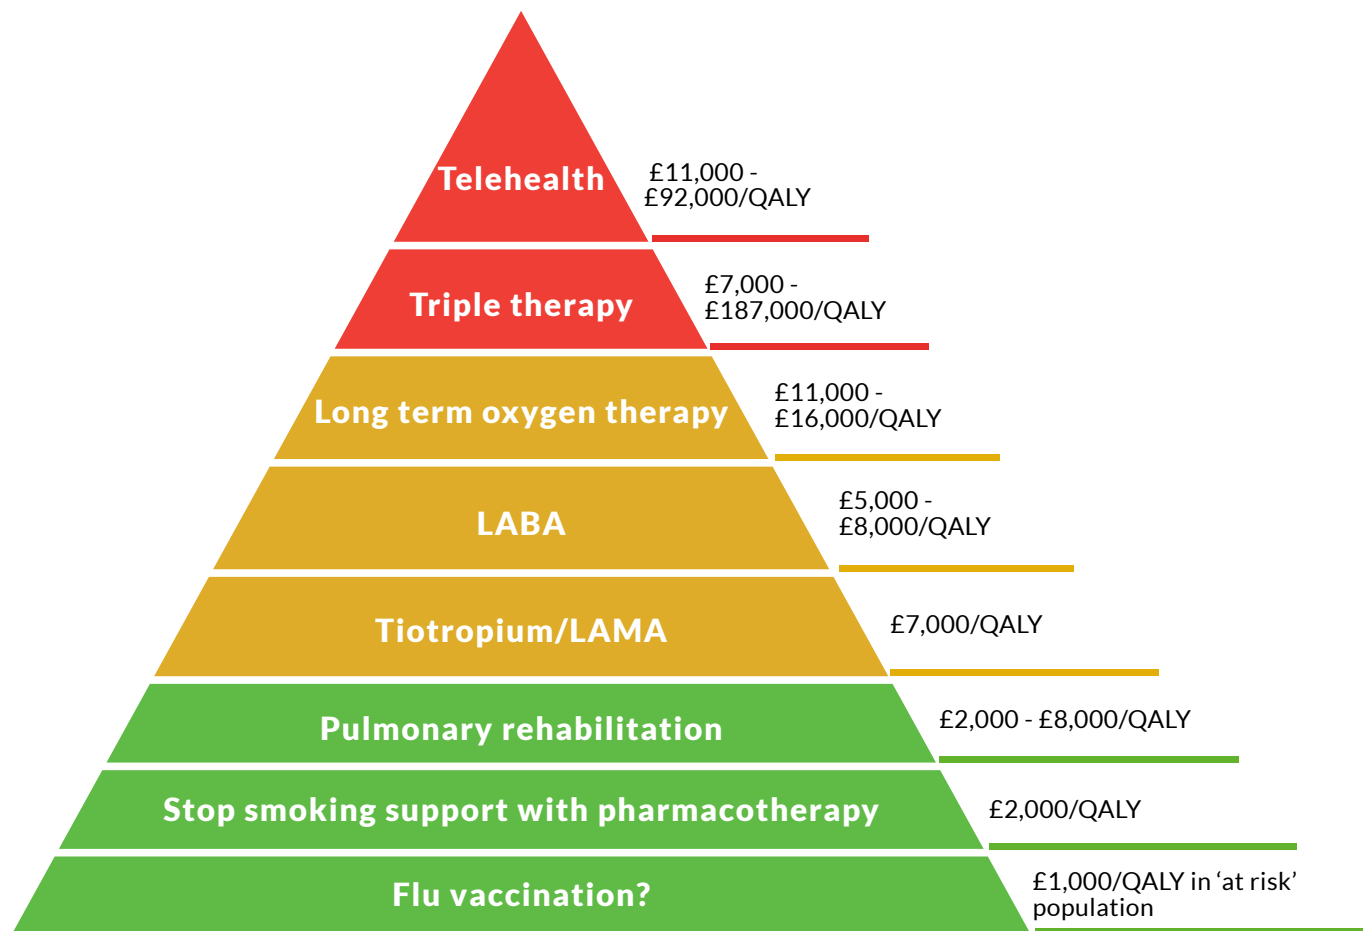 Telehealth
£11,000 -
£92,000/QALY
Triple therapy
£7,000 -
£187,000/QALY
Long term oxygen therapy
£11,000 -
£16,000/QALY
LABA
£5,000 -
£8,000/QALY
Tiotropium/LAMA
£7,000/QALY
Pulmonary rehabilitation
£2,000 - £8,000/QALY
Stop smoking support with pharmacotherapy
£2,000/QALY
Flu vaccination?
£1,000/QALY in ‘at risk’
population